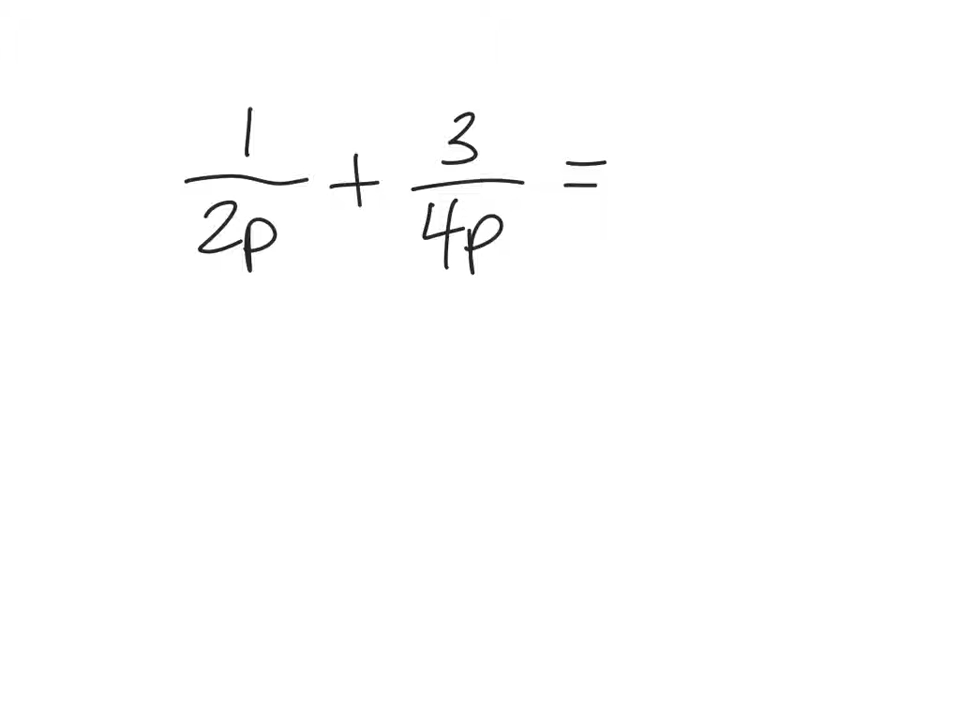 1/2p + 3/4p =